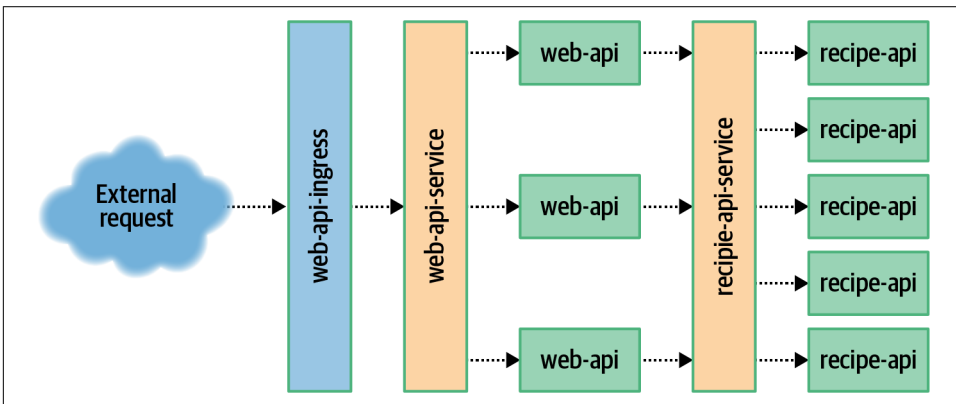 External
request
web-api-ingress
web-api-service
web-api
web-api
web-api
recipie-api-service
recipe-api
recipe-api
recipe-api
recipe-api
recipe-api